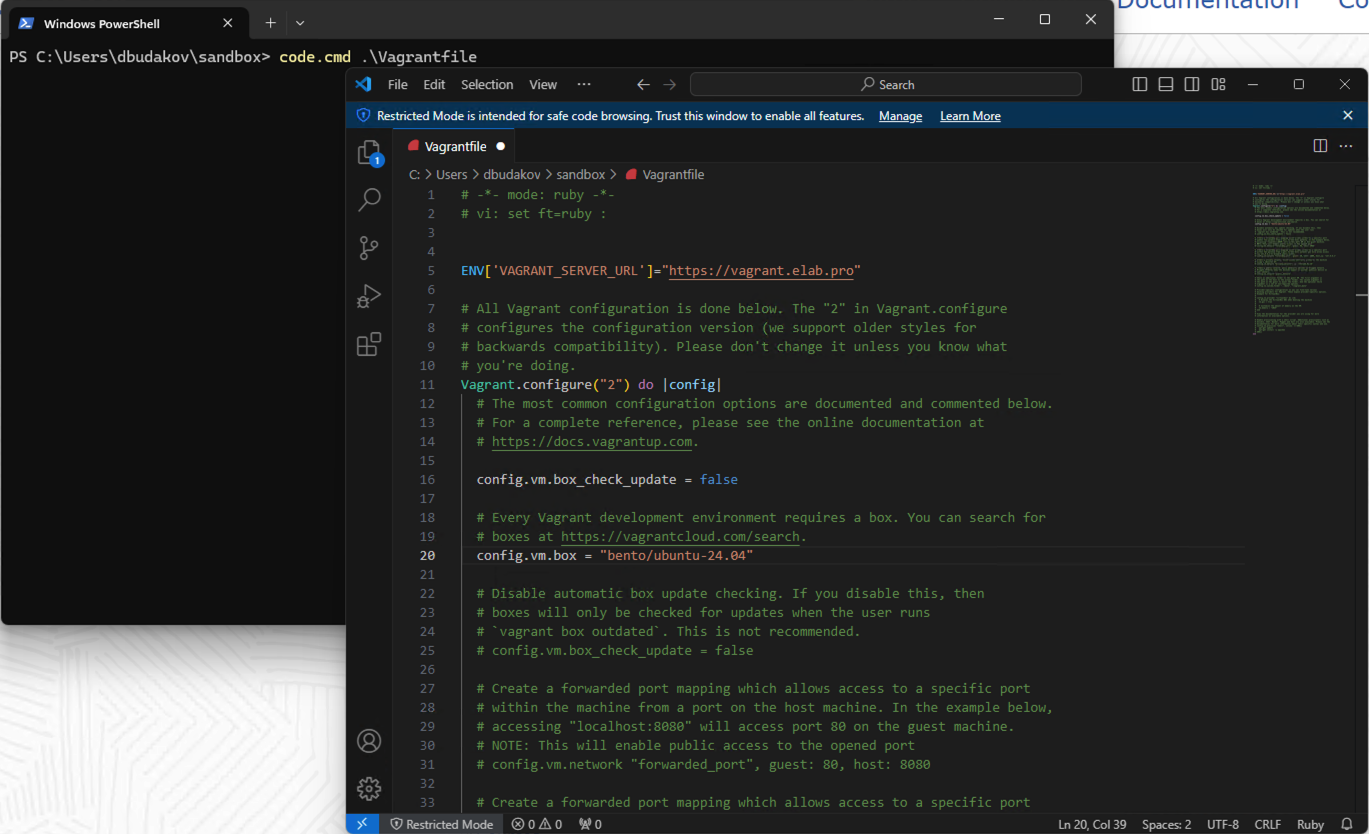 Documentation Co
Windows PowerShell
PS C:\Users\dbudakov\sandbox> code.cmd .\Vagrantfile
File Edit Selection View ··· Search
Restricted Mode is intended for safe code browsing. Trust this window to enable all features. Manage Learn More
1
Vagrantfile
C: > Users > dbudakov > sandbox > Vagrantfile
1 # -*- mode: ruby -*-
2 # vi: set ft=ruby :
3
4
5 ENV['VAGRANT_SERVER_URL']="https://vagrant.elab.pro"
6
7 # All Vagrant configuration is done below. The "2" in Vagrant.configure
8 # configures the configuration version (we support older styles for
9 # backwards compatibility). Please don't change it unless you know what
10 # you're doing.
11 Vagrant.configure("2") do |config|
12 # The most common configuration options are documented and commented below.
13 # For a complete reference, please see the online documentation at
14 # https://docs.vagrantup.com.
15
16 config.vm.box_check_update = false
17
18 # Every Vagrant development environment requires a box. You can search for
19 # boxes at https://vagrantcloud.com/search.
20 config.vm.box = "bento/ubuntu-24.04"
21
22 # Disable automatic box update checking. If you disable this, then
23 # boxes will only be checked for updates when the user runs
24 # `vagrant box outdated`. This is not recommended.
25 # config.vm.box_check_update = false
26
27 # Create a forwarded port mapping which allows access to a specific port
28 # within the machine from a port on the host machine. In the example below,
29 # accessing "localhost:8080" will access port 80 on the guest machine.
30 # NOTE: This will enable public access to the opened port
31 # config.vm.network "forwarded_port", guest: 80, host: 8080
32
33 # Create a forwarded port mapping which allows access to a specific port
Restricted Mode 0 0 0 Ln 20, Col 39 Spaces: 2 UTF-8 CRLF Ruby